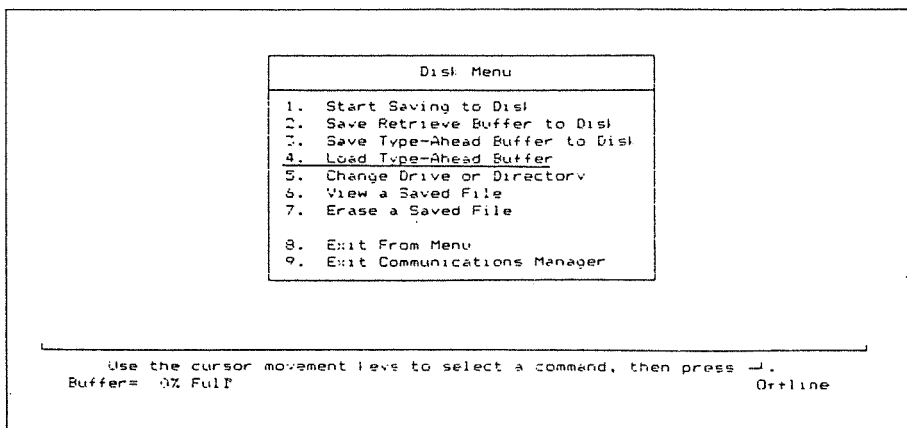 Disk Menu
1. Start Saving to Disk
2. Save Retrieve Buffer to Disk
3. Save Type-Ahead Buffer to Disk
4. Load Type-Ahead Buffer
5. Change Drive or Directory
6. View a Saved File
7. Erase a Saved File
8. Exit From Menu
9. Exit Communications Manager
Use the cursor movement keys to select a command, then press ↵.
Buffer= 0% Full
Offline